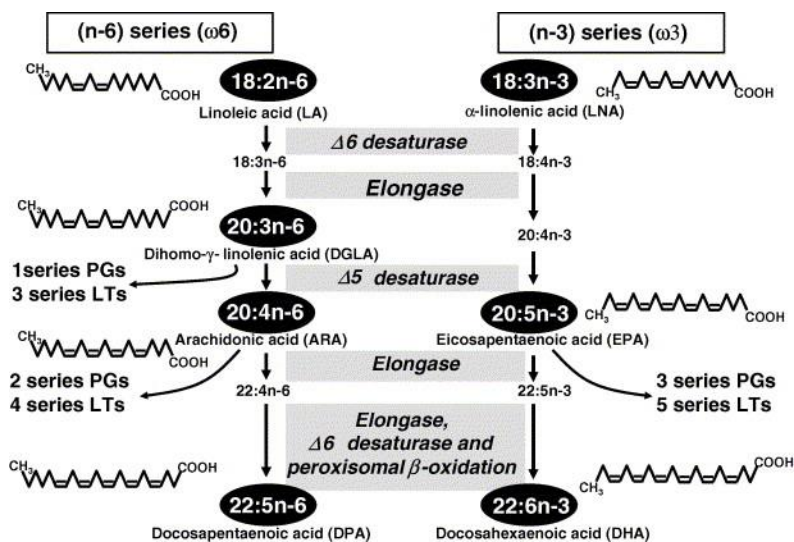 (n-6) series (ω6)
(n-3) series (ω3)
CH3
COOH
18:2n-6
Linoleic acid (LA)
18:3n-3
α-linolenic acid (LNA)
CH3
COOH
Δ6 desaturase
18:3n-6
18:4n-3
Elongase
CH3
COOH
20:3n-6
Dihomo-γ- linolenic acid (DGLA)
20:4n-3
1series PGs
3 series LTs
Δ5 desaturase
20:4n-6
Arachidonic acid (ARA)
20:5n-3
Eicosapentaenoic acid (EPA)
CH3
COOH
CH3
COOH
2 series PGs
4 series LTs
Elongase
22:4n-6
22:5n-3
3 series PGs
5 series LTs
Elongase,
Δ6 desaturase and
peroxisomal β-oxidation
CH3
COOH
22:5n-6
Docosapentaenoic acid (DPA)
22:6n-3
Docosahexaenoic acid (DHA)
CH3
COOH